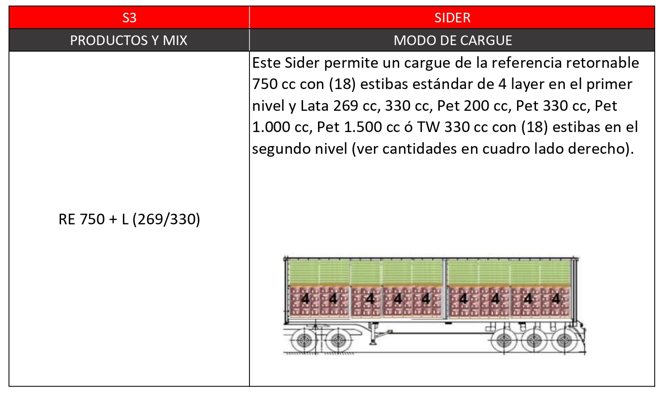 S3
SIDER
PRODUCTOS Y MIX
MODO DE CARGUE
Este Sider permite un cargue de la referencia retornable
750 cc con (18) estibas estándar de 4 layer en el primer
nivel y Lata 269 cc, 330 cc, Pet 200 cc, Pet 330 cc, Pet
1.000 cc, Pet 1.500 cc ó TW 330 cc con (18) estibas en el
segundo nivel (ver cantidades en cuadro lado derecho).
RE 750 + L (269/330)
4 4 4 4 4 4 4 4 4